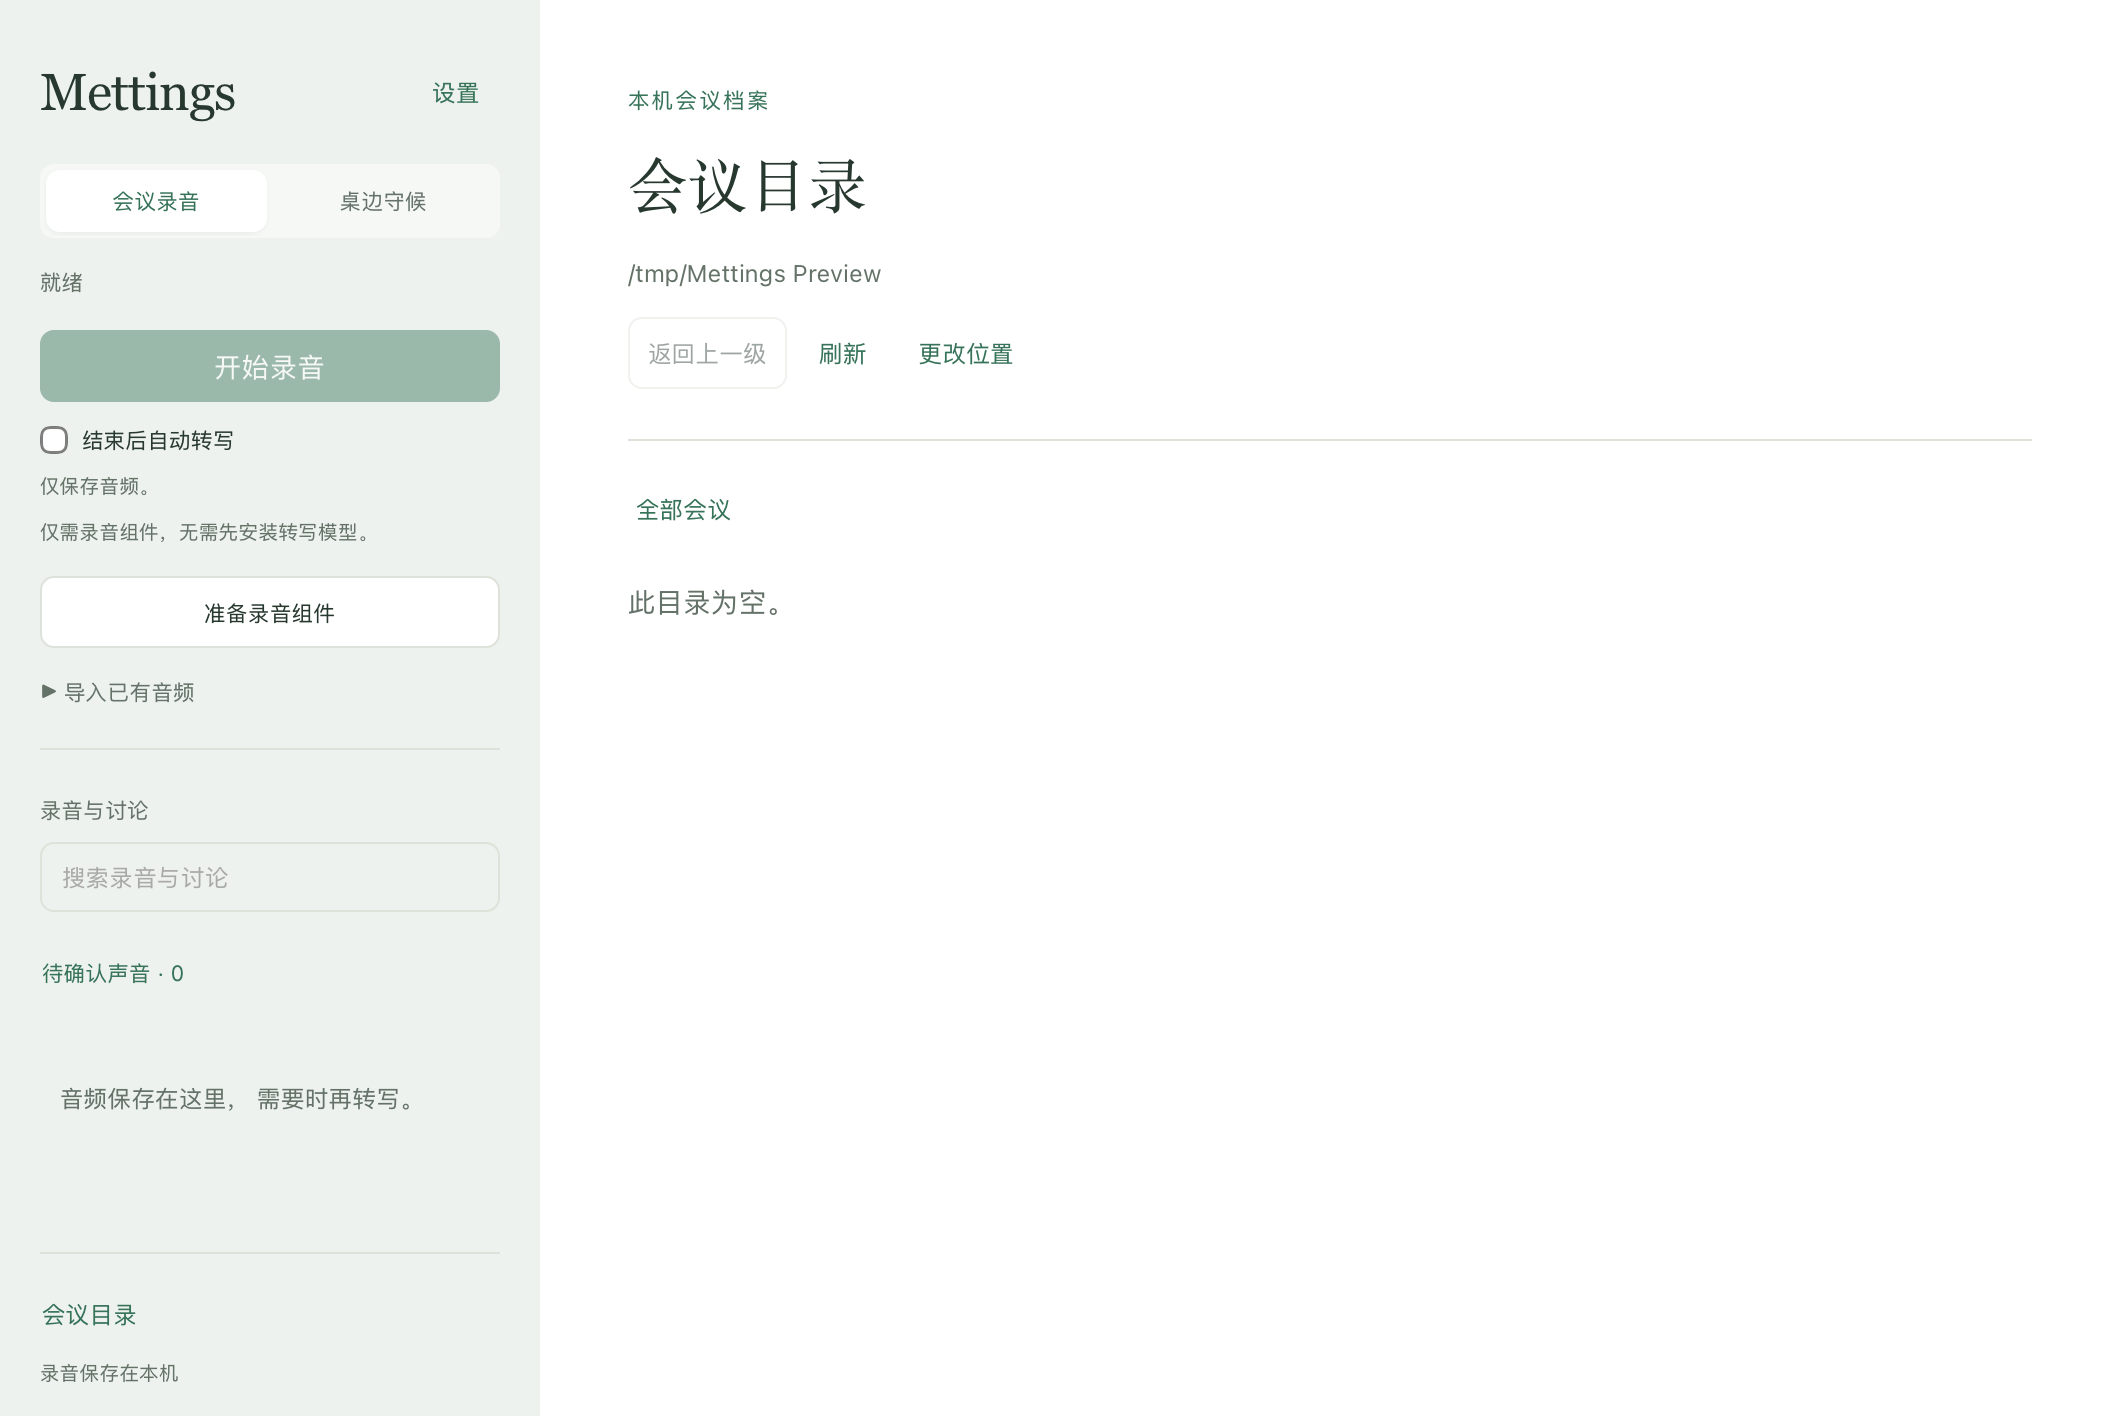 Mettings
设置
会议录音
桌边守候
就绪
开始录音
结束后自动转写
仅保存音频。
仅需录音组件，无需先安装转写模型。
准备录音组件
导入已有音频
录音与讨论
搜索录音与讨论
待确认声音 · 0
音频保存在这里， 需要时再转写。
会议目录
录音保存在本机
本机会议档案
会议目录
/tmp/Mettings Preview
返回上一级
刷新
更改位置
全部会议
此目录为空。